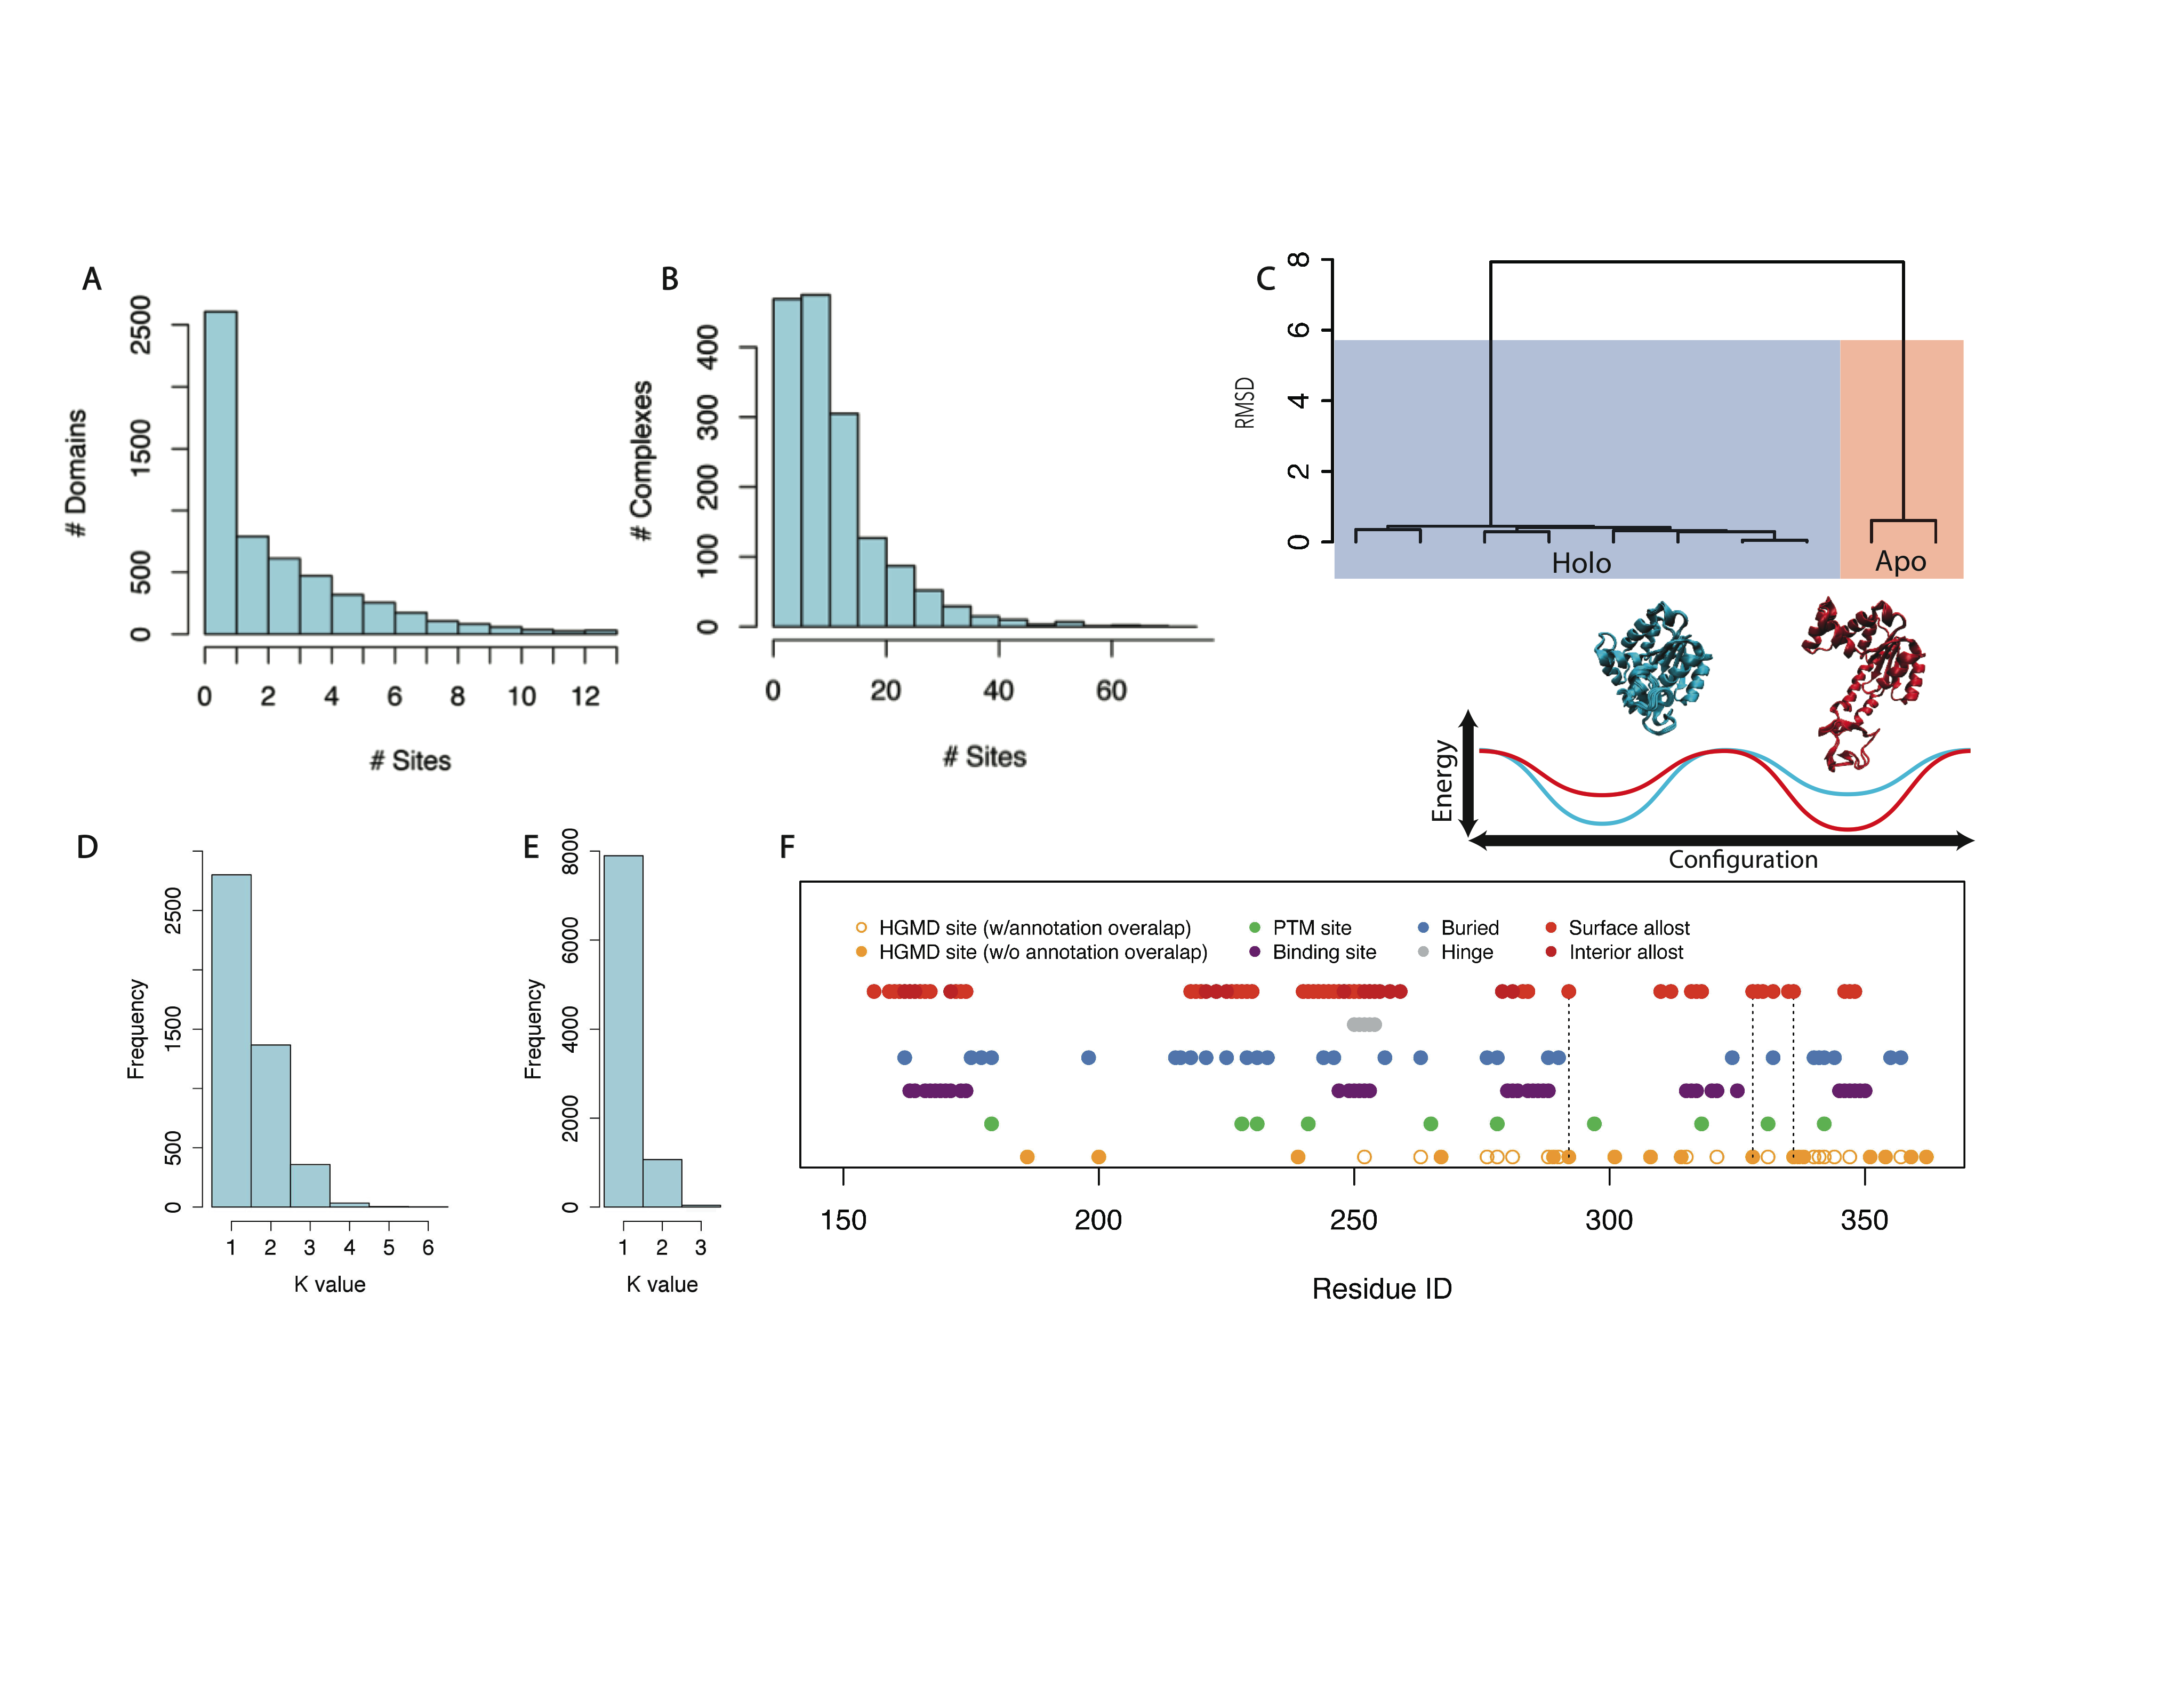 A
# Domains
2500
1500
500
0
0 2 4 6 8 10 12
# Sites
B
# Complexes
400
300
200
100
0
0 20 40 60
# Sites
C
RMSD
8
6
4
2
0
Holo
Apo
Energy
Configuration
D
Frequency
2500
1500
500
0
1 2 3 4 5 6
K value
E
Frequency
8000
6000
4000
2000
0
1 2 3
K value
F
HGMD site (w/annotation overalap) PTM site Buried Surface allost
HGMD site (w/o annotation overalap) Binding site Hinge Interior allost
150 200 250 300 350
Residue ID